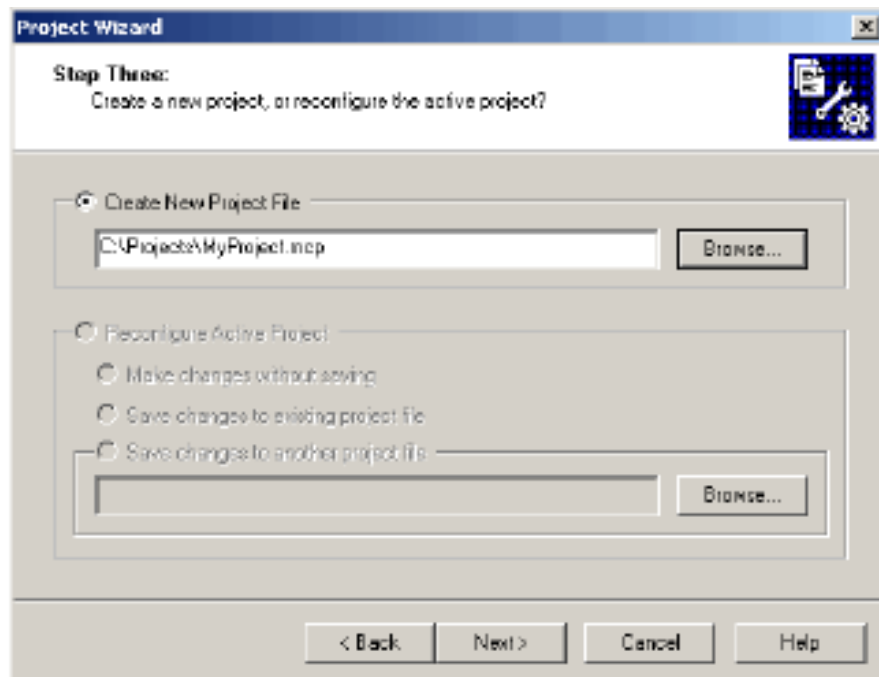 Project Wizard
Step Three:
Create a new project, or reconfigure the active project?
Create New Project File
C:\Projects\MyProject.mcp
Browse...
Reconfigure Active Project
Make changes without saving
Save changes to existing project file
Save changes to another project file
Browse...
< Back
Next >
Cancel
Help